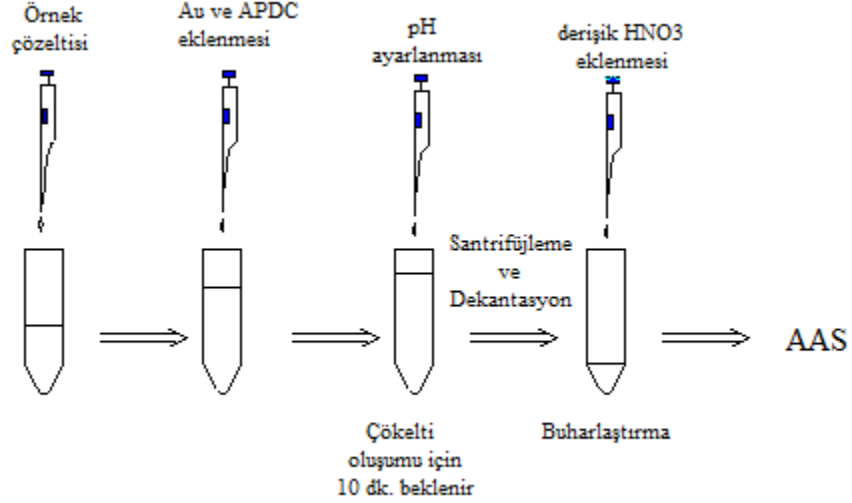 Örnek
çözeltisi
Au ve APDC
eklenmesi
pH
ayarlanması
derişik HNO3
eklenmesi
Santrifüjleme
ve
Dekantasyon
AAS
Çökelti
oluşumu için
10 dk. beklenir
Buharlaştırma